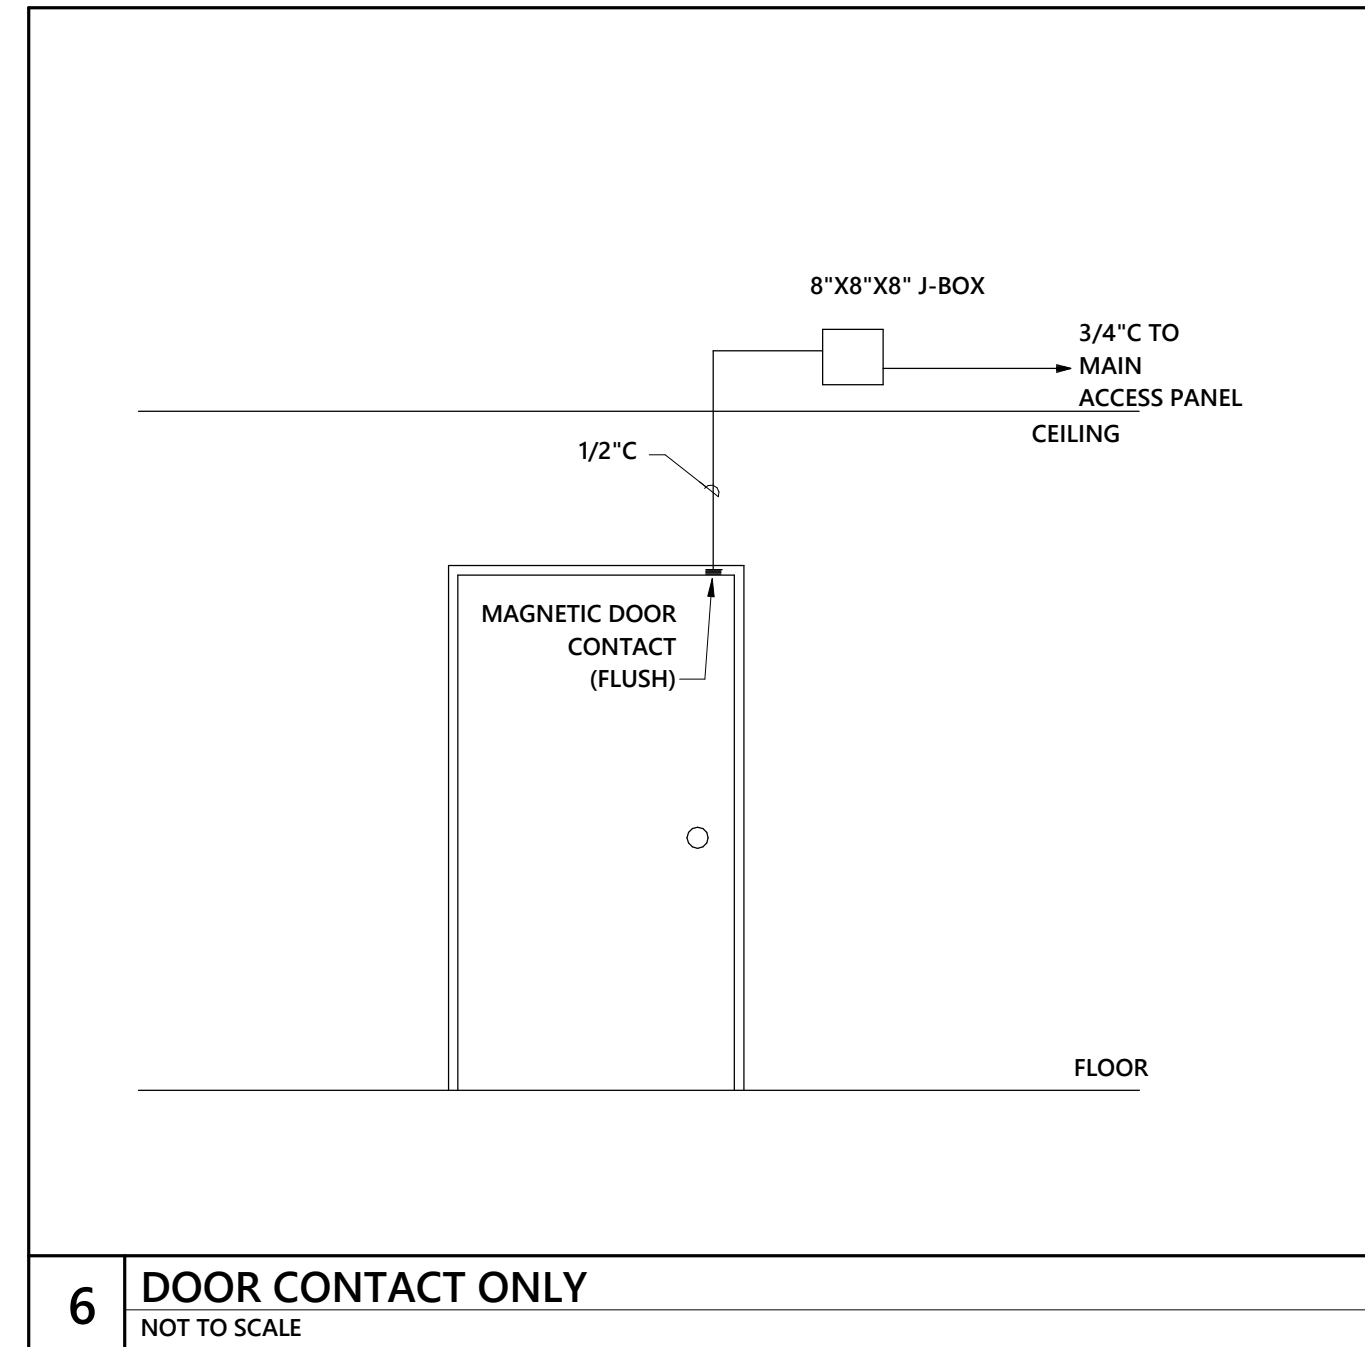 8"X8"X8" J-BOX
3/4"C TO
MAIN
ACCESS PANEL
CEILING
1/2"C
MAGNETIC DOOR
CONTACT
(FLUSH)
FLOOR
6
DOOR CONTACT ONLY
NOT TO SCALE